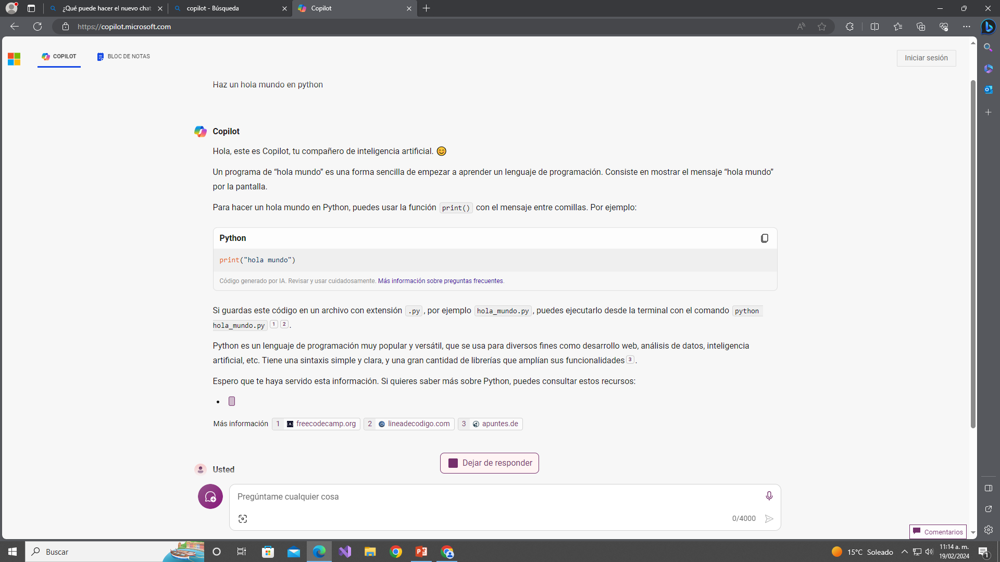 ¿Qué puede hacer el nuevo chat
copilot - Búsqueda
Copilot
https://copilot.microsoft.com
COPILOT
BLOC DE NOTAS
Iniciar sesión
Haz un hola mundo en python
Copilot
Hola, este es Copilot, tu compañero de inteligencia artificial. 😊
Un programa de “hola mundo” es una forma sencilla de empezar a aprender un lenguaje de programación. Consiste en mostrar el mensaje “hola mundo”
por la pantalla.
Para hacer un hola mundo en Python, puedes usar la función print() con el mensaje entre comillas. Por ejemplo:
Python
print("hola mundo")
Código generado por IA. Revisar y usar cuidadosamente. Más información sobre preguntas frecuentes.
Si guardas este código en un archivo con extensión .py, por ejemplo hola_mundo.py, puedes ejecutarlo desde la terminal con el comando python
hola_mundo.py 1 2.
Python es un lenguaje de programación muy popular y versátil, que se usa para diversos fines como desarrollo web, análisis de datos, inteligencia
artificial, etc. Tiene una sintaxis simple y clara, y una gran cantidad de librerías que amplían sus funcionalidades 3.
Espero que te haya servido esta información. Si quieres saber más sobre Python, puedes consultar estos recursos:
Más información 1 freecodecamp.org 2 lineadecodigo.com 3 apuntes.de
Dejar de responder
Usted
Pregúntame cualquier cosa
0/4000
Comentarios
Buscar
15°C Soleado
11:14 a. m.
19/02/2024
1